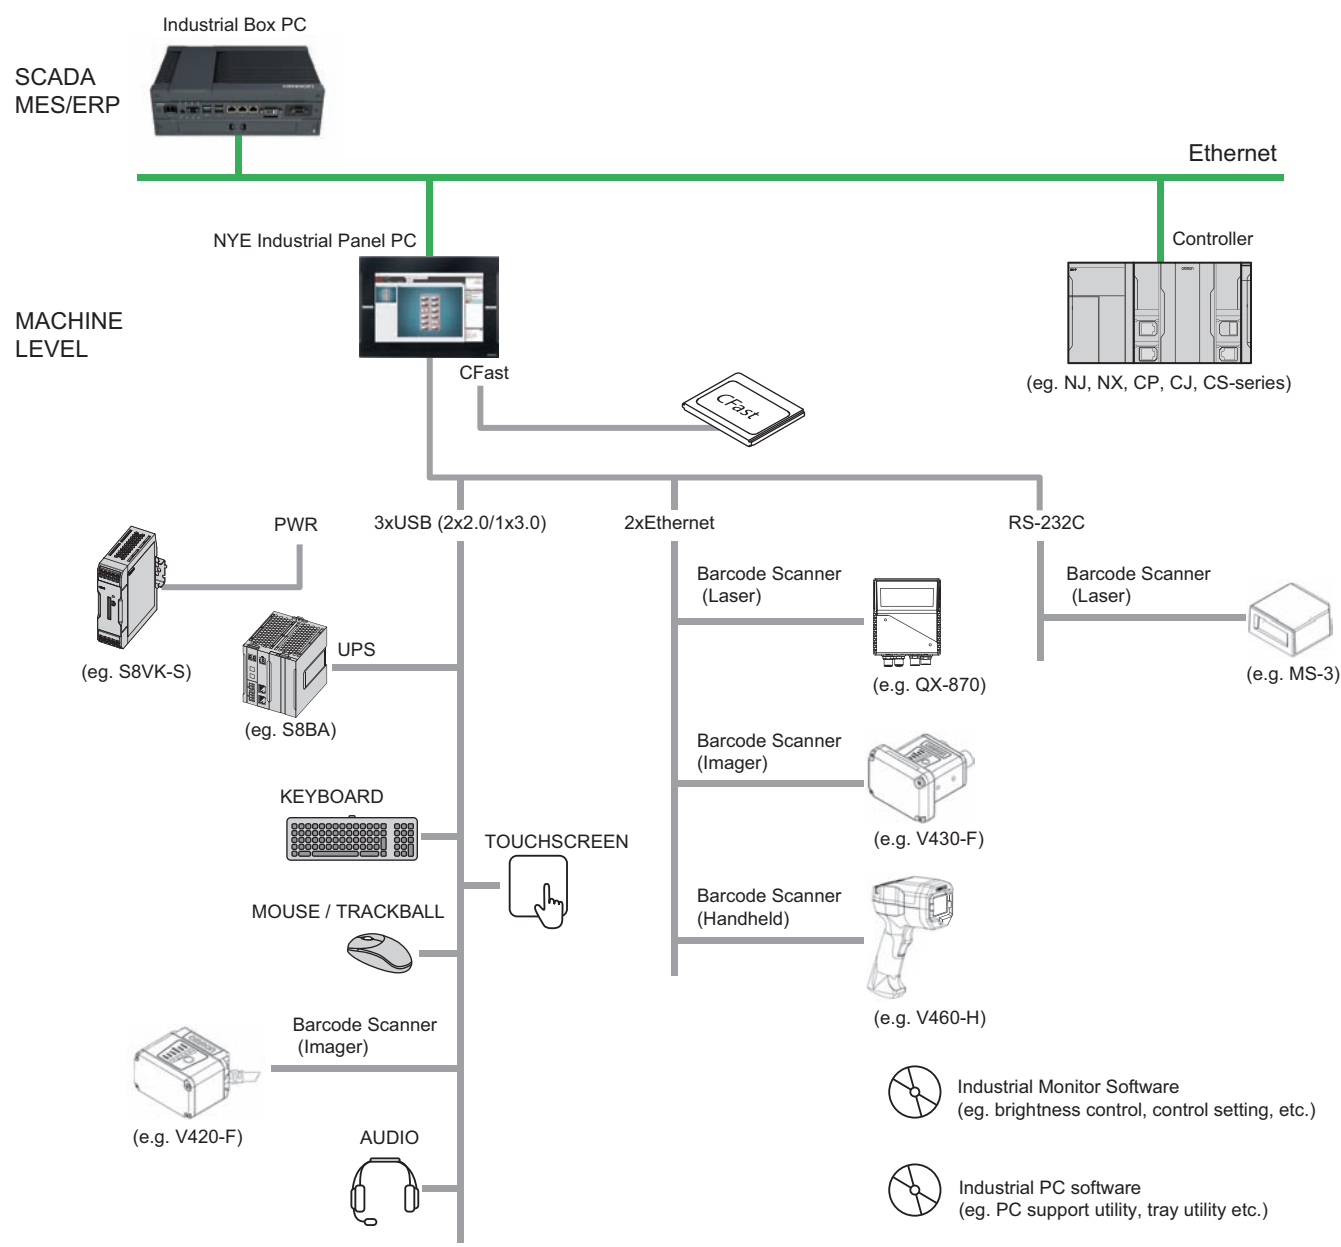 Industrial Box PC
SCADA
MES/ERP
Ethernet
NYE Industrial Panel PC
Controller
MACHINE
LEVEL
CFast
CFast
(eg. NJ, NX, CP, CJ, CS-series)
PWR
3xUSB (2x2.0/1x3.0)
2xEthernet
RS-232C
Barcode Scanner
(Laser)
Barcode Scanner
(Laser)
UPS
(eg. S8VK-S)
(e.g. QX-870)
(e.g. MS-3)
(eg. S8BA)
Barcode Scanner
(Imager)
KEYBOARD
TOUCHSCREEN
(e.g. V430-F)
Barcode Scanner
(Handheld)
MOUSE / TRACKBALL
(e.g. V460-H)
Barcode Scanner
(Imager)
(e.g. V420-F)
AUDIO
Industrial Monitor Software
(eg. brightness control, control setting, etc.)
Industrial PC software
(eg. PC support utility, tray utility etc.)